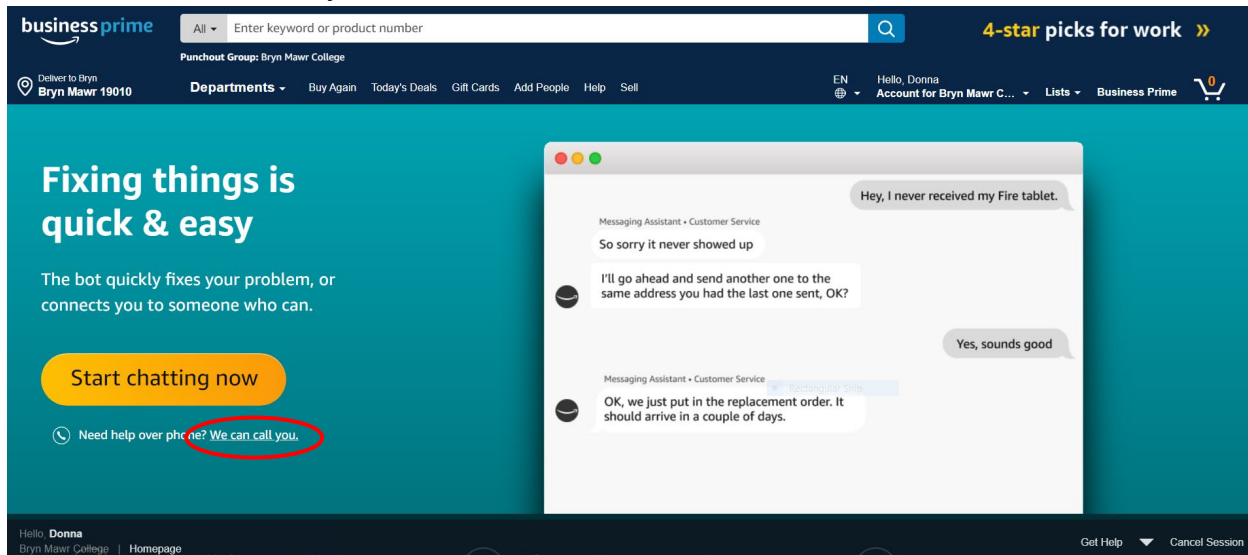 business prime
All
Enter keyword or product number
4-star picks for work »
Punchout Group: Bryn Mawr College
Deliver to Bryn
Bryn Mawr 19010
Departments
Buy Again
Today's Deals
Gift Cards
Add People
Help
Sell
EN
Hello, Donna
Account for Bryn Mawr C...
Lists
Business Prime
0
Fixing things is
quick & easy
The bot quickly fixes your problem, or
connects you to someone who can.
Start chatting now
Need help over phone? We can call you.
Hey, I never received my Fire tablet.
Messaging Assistant • Customer Service
So sorry it never showed up
I'll go ahead and send another one to the
same address you had the last one sent, OK?
Yes, sounds good
Messaging Assistant • Customer Service
Rectangular Snip
OK, we just put in the replacement order. It
should arrive in a couple of days.
Hello, Donna
Bryn Mawr College | Homepage
Get Help
Cancel Session